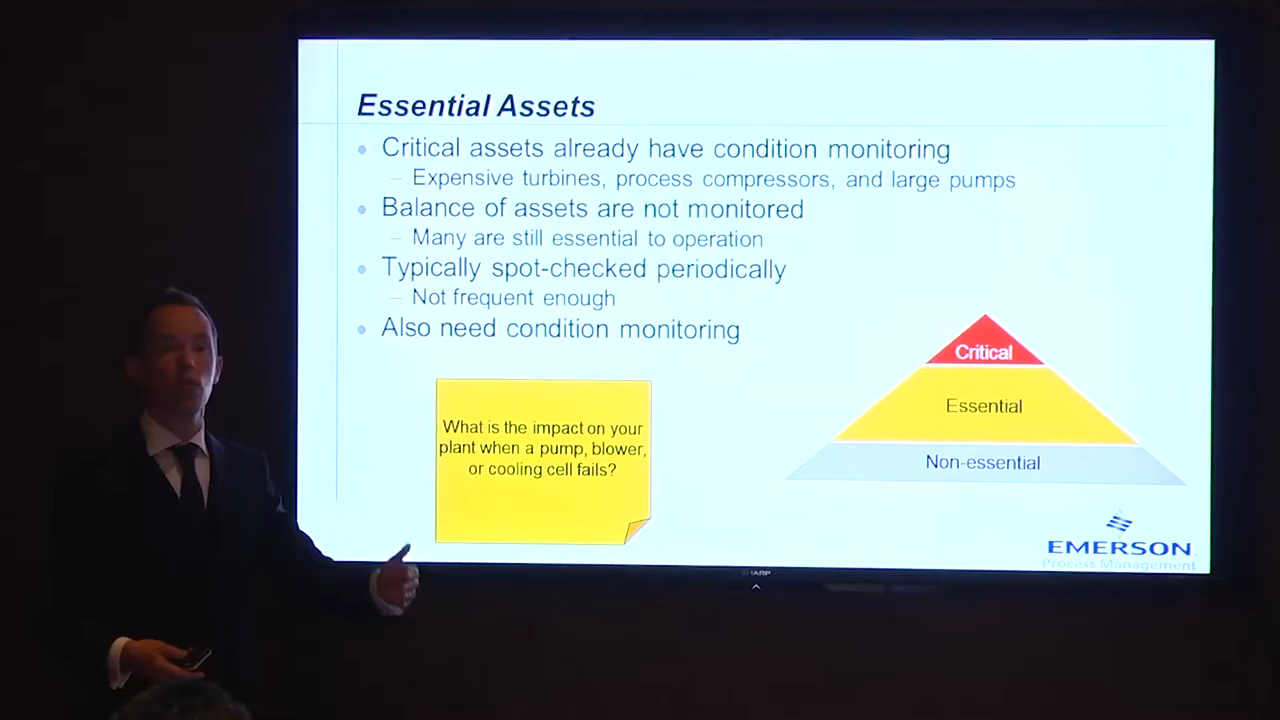 Essential Assets
Critical assets already have condition monitoring
– Expensive turbines, process compressors, and large pumps
Balance of assets are not monitored
– Many are still essential to operation
Typically spot-checked periodically
– Not frequent enough
Also need condition monitoring
What is the impact on your
plant when a pump, blower,
or cooling cell fails?
Critical
Essential
Non-essential
EMERSON
Process Management
SHARP